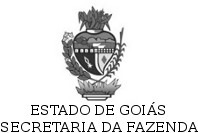 ESTADO DE GOIÁS
SECRETARIA DA FAZENDA